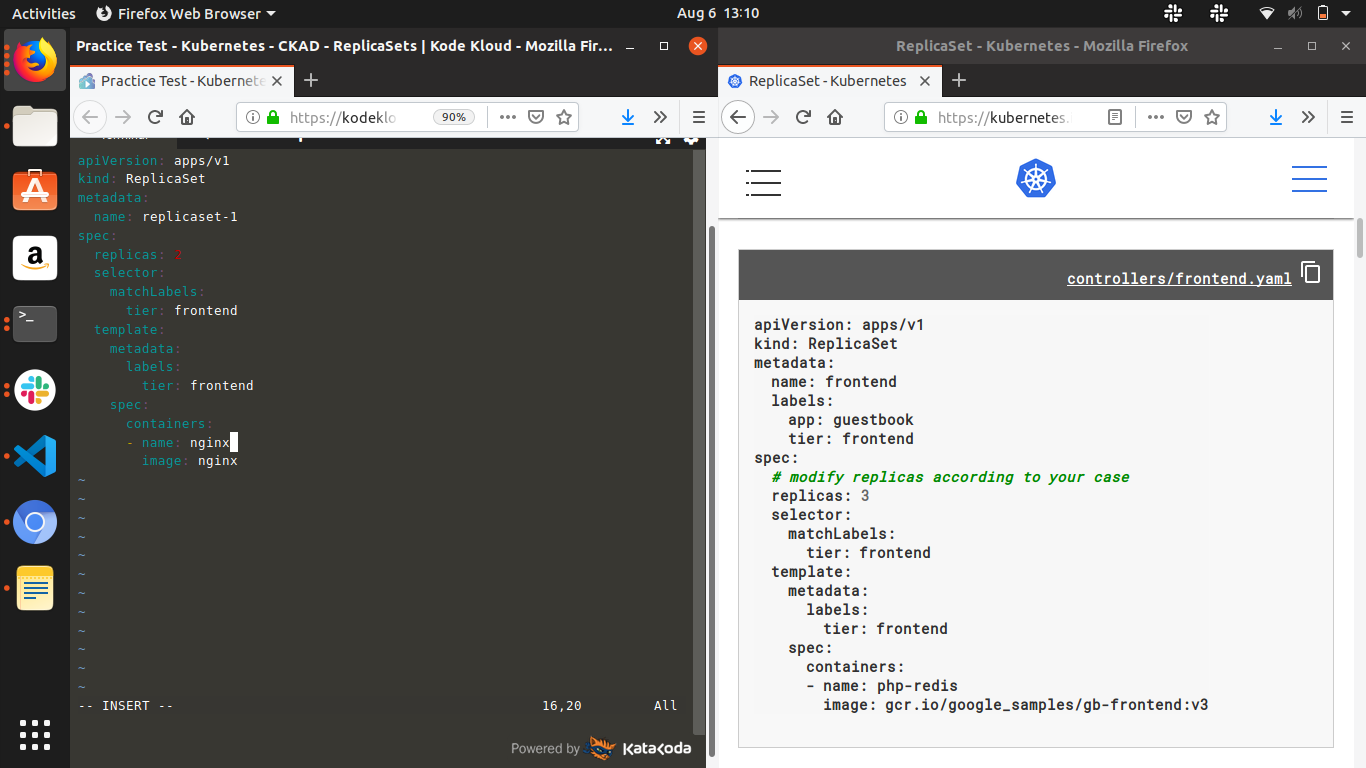 Activities
Firefox Web Browser
Aug 6 13:10
Practice Test - Kubernetes - CKAD - ReplicaSets | Kode Kloud - Mozilla Fir...
Practice Test - Kubernete
https://kodeklo
90%
apiVersion: apps/v1
kind: ReplicaSet
metadata:
  name: replicaset-1
spec:
  replicas: 2
  selector:
    matchLabels:
      tier: frontend
  template:
    metadata:
      labels:
        tier: frontend
    spec:
      containers:
      - name: nginx
        image: nginx
~
~
~
~
~
~
~
~
~
~
~
~
-- INSERT --
16,20
All
Powered by Katakoda
ReplicaSet - Kubernetes - Mozilla Firefox
ReplicaSet - Kubernetes
https://kubernetes.
controllers/frontend.yaml
apiVersion: apps/v1
kind: ReplicaSet
metadata:
  name: frontend
  labels:
    app: guestbook
    tier: frontend
spec:
  # modify replicas according to your case
  replicas: 3
  selector:
    matchLabels:
      tier: frontend
  template:
    metadata:
      labels:
        tier: frontend
    spec:
      containers:
      - name: php-redis
        image: gcr.io/google_samples/gb-frontend:v3